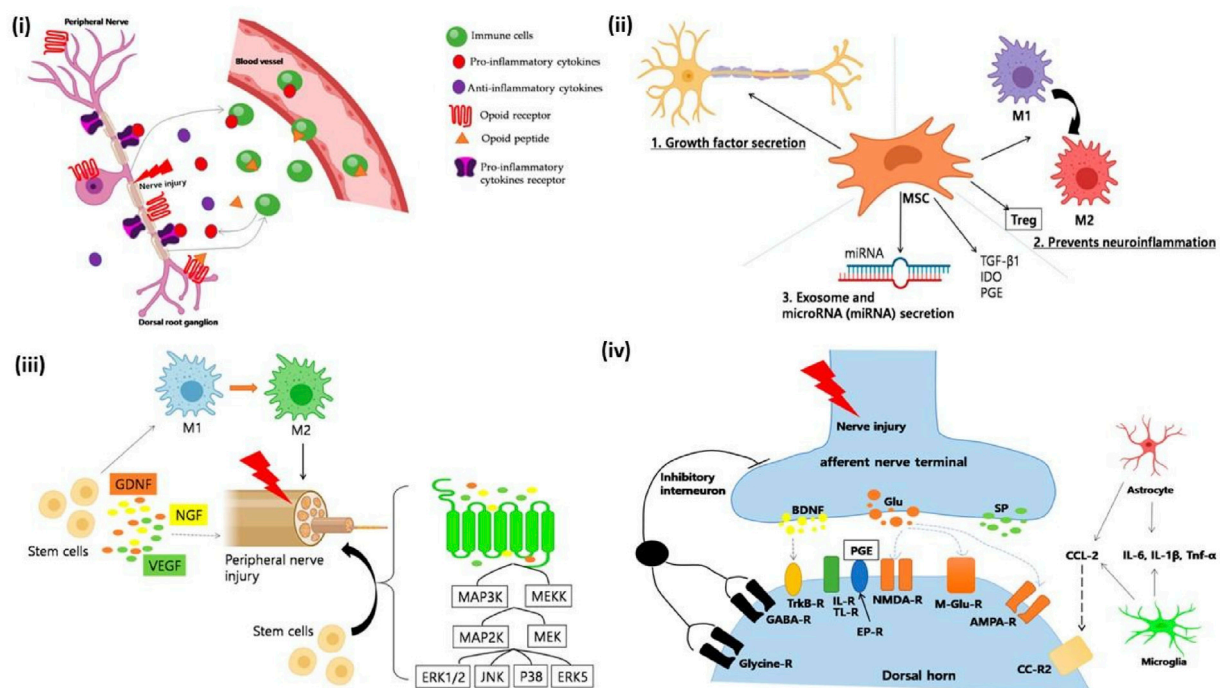 (i)
Peripheral Nerve
Blood vessel
Nerve injury
Dorsal root ganglion
Immune cells
Pro-inflammatory cytokines
Anti-inflammatory cytokines
Opoid receptor
Opoid peptide
Pro-inflammatory
cytokines receptor
(ii)
1. Growth factor secretion
M1
M2
MSC
Treg
2. Prevents neuroinflammation
miRNA
TGF-β1
IDO
PGE
3. Exosome and
microRNA (miRNA) secretion
(iii)
M1
M2
GDNF
NGF
VEGF
Stem cells
Peripheral nerve
injury
Stem cells
MAP3K
MEKK
MAP2K
MEK
ERK1/2
JNK
P38
ERK5
(iv)
Nerve injury
afferent nerve terminal
Inhibitory
interneuron
BDNF
Glu
SP
Astrocyte
PGE
CCL-2
IL-6, IL-1β, Tnf-α
TrkB-R
IL-R
TL-R
NMDA-R
M-Glu-R
AMPA-R
GABA-R
EP-R
Glycine-R
Dorsal horn
CC-R2
Microglia